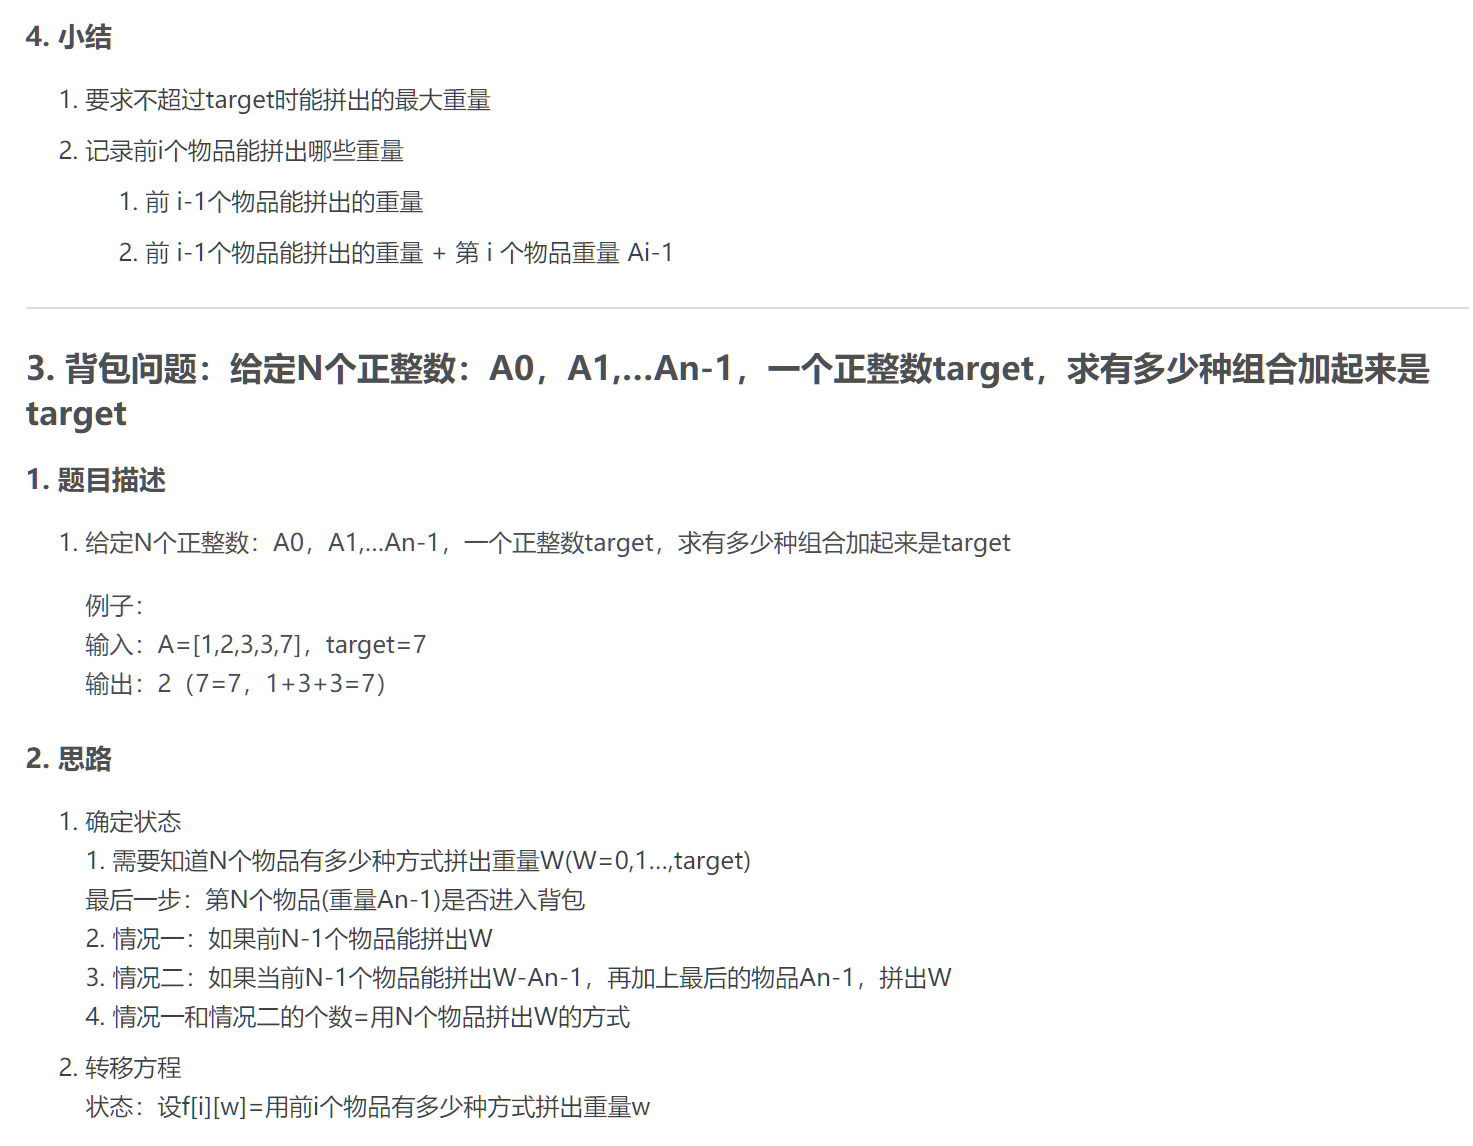 4. 小结
1. 要求不超过target时能拼出的最大重量
2. 记录前i个物品能拼出哪些重量
1. 前 i-1个物品能拼出的重量
2. 前 i-1个物品能拼出的重量 + 第 i 个物品重量 Ai-1
3. 背包问题：给定N个正整数：A0，A1,...An-1，一个正整数target，求有多少种组合加起来是
target
1. 题目描述
1. 给定N个正整数：A0，A1,...An-1，一个正整数target，求有多少种组合加起来是target
例子：
输入：A=[1,2,3,3,7]，target=7
输出：2（7=7，1+3+3=7）
2. 思路
1. 确定状态
1. 需要知道N个物品有多少种方式拼出重量W(W=0,1...,target)
最后一步：第N个物品(重量An-1)是否进入背包
2. 情况一：如果前N-1个物品能拼出W
3. 情况二：如果当前N-1个物品能拼出W-An-1，再加上最后的物品An-1，拼出W
4. 情况一和情况二的个数=用N个物品拼出W的方式
2. 转移方程
状态：设f[i][w]=用前i个物品有多少种方式拼出重量w